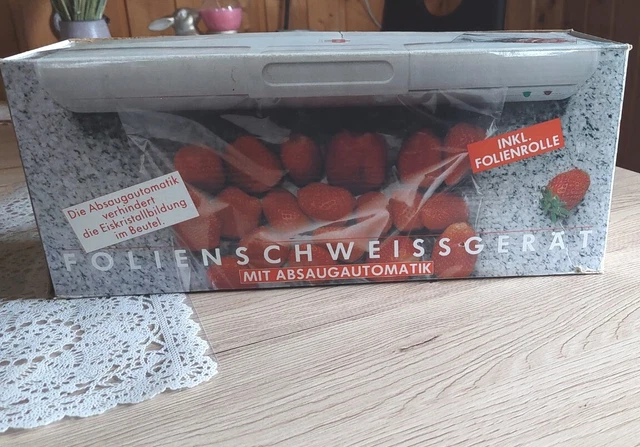 INKL.
FOLIENROLLE
Die Absaugautomatik
verhindert
die Eiskristallbildung
im Beutel.
FOLIENSCHWEISSGERÄT
MIT ABSAUGAUTOMATIK